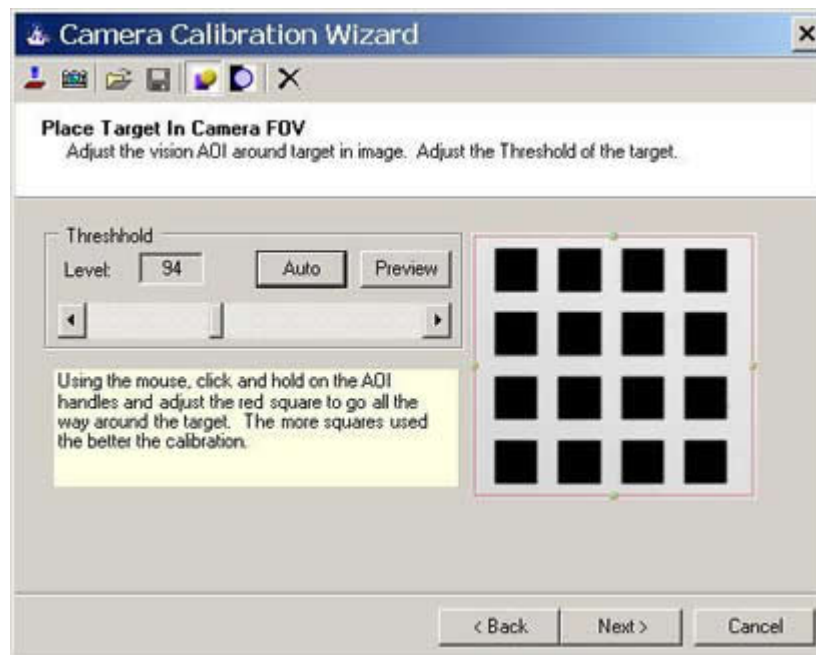 Camera Calibration Wizard
Place Target In Camera FOV
Adjust the vision AOI around target in image. Adjust the Threshold of the target.
Threshhold
Level: 94 Auto Preview
Using the mouse, click and hold on the AOI
handles and adjust the red square to go all the
way around the target. The more squares used
the better the calibration.
< Back Next > Cancel